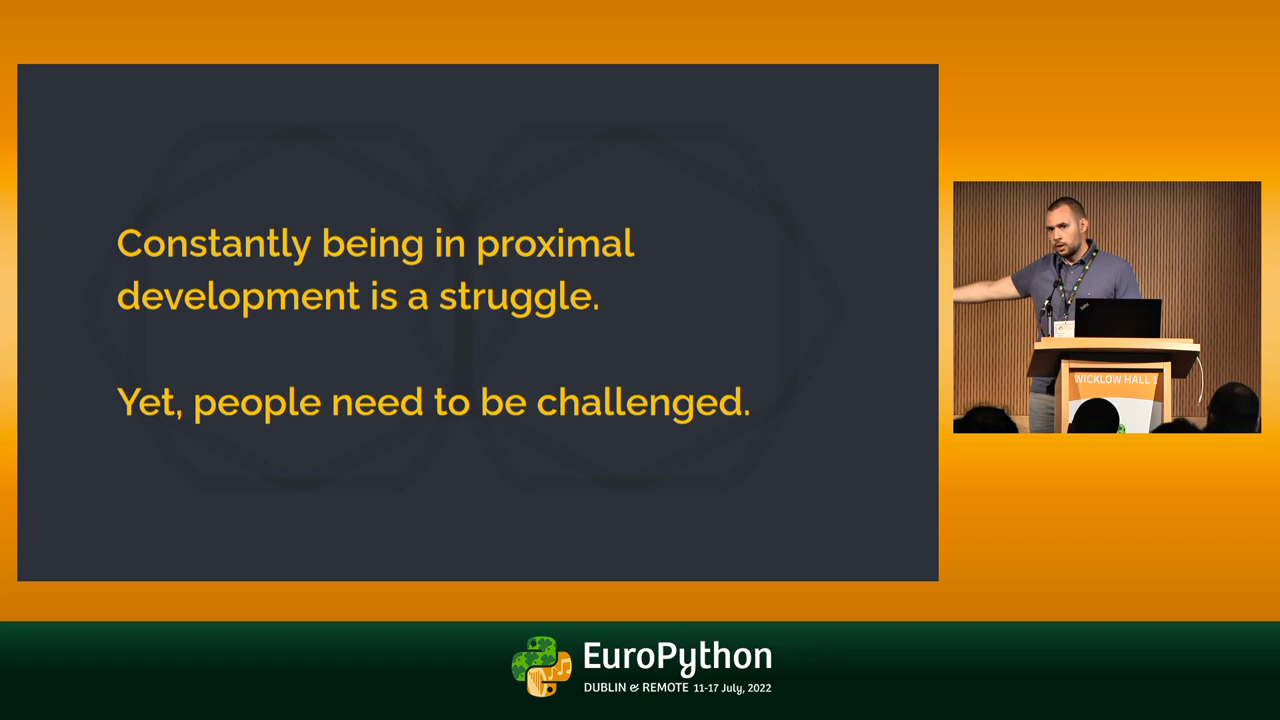 Constantly being in proximal
development is a struggle.
Yet, people need to be challenged.
WICKLOW HALL 1
EuroPython
DUBLIN & REMOTE 11-17 July, 2022